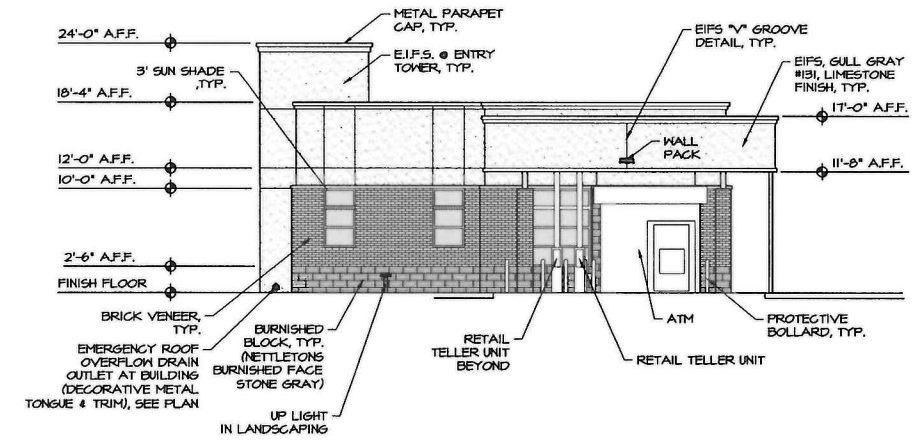 METAL PARAPET
CAP, TYP.
24'-0" A.F.F.
E.I.F.S. @ ENTRY
TOWER, TYP.
EIFS "V" GROOVE
DETAIL, TYP.
3' SUN SHADE
,TYP.
EIFS, GULL GRAY
#131, LIMESTONE
FINISH, TYP.
18'-4" A.F.F.
17'-0" A.F.F.
WALL
PACK
12'-0" A.F.F.
11'-8" A.F.F.
10'-0" A.F.F.
2'-6" A.F.F.
FINISH FLOOR
BRICK VENEER,
TYP.
EMERGENCY ROOF
OVERFLOW DRAIN
OUTLET AT BUILDING
(DECORATIVE METAL
TONGUE & TRIM), SEE PLAN
BURNISHED
BLOCK, TYP.
(NETTLETONS
BURNISHED FACE
STONE GRAY)
UP LIGHT
IN LANDSCAPING
RETAIL
TELLER UNIT
BEYOND
RETAIL TELLER UNIT
ATM
PROTECTIVE
BOLLARD, TYP.